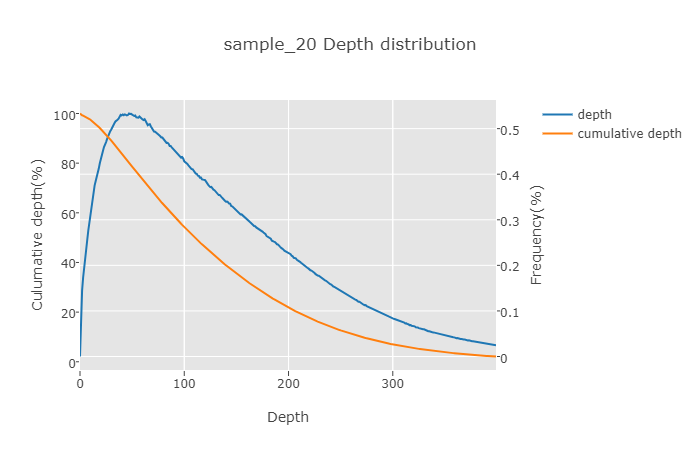 sample_20 Depth distribution
depth
cumulative depth
Culumative depth(%)
100
80
60
40
20
0
0.5
0.4
0.3
0.2
0.1
0
Frequency(%)
0
100
200
300
Depth